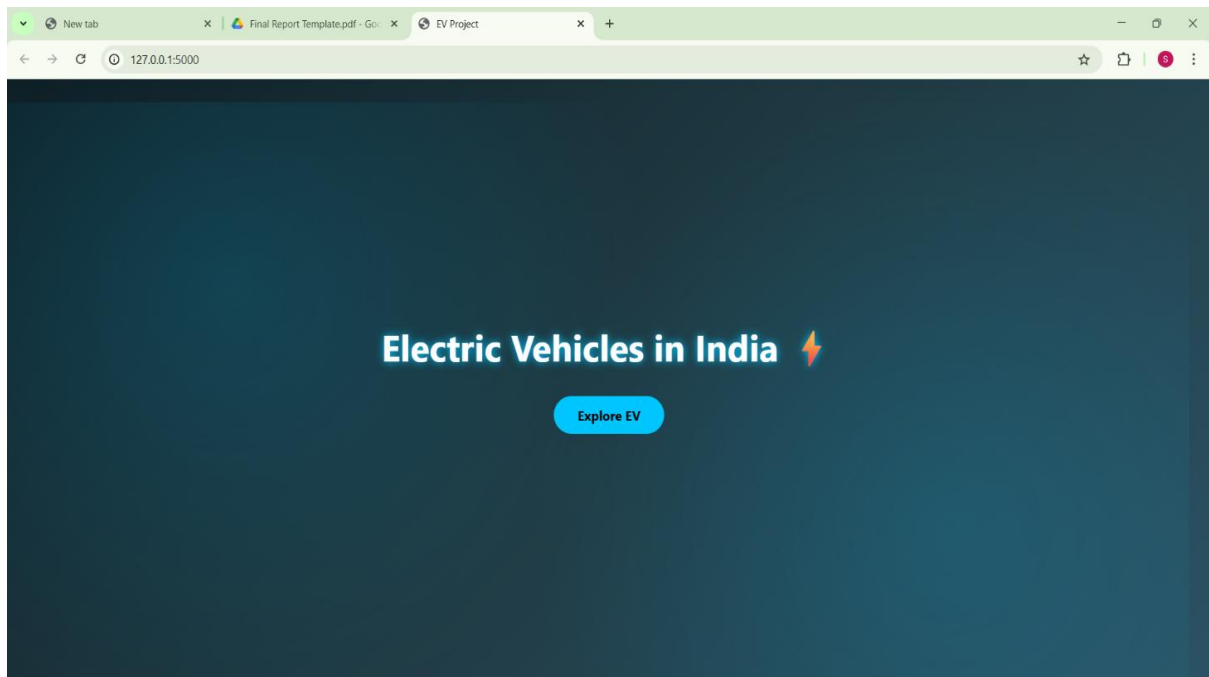 New tab
Final Report Template.pdf - Goo
EV Project
127.0.0.1:5000
S
Electric Vehicles in India ⚡
Explore EV